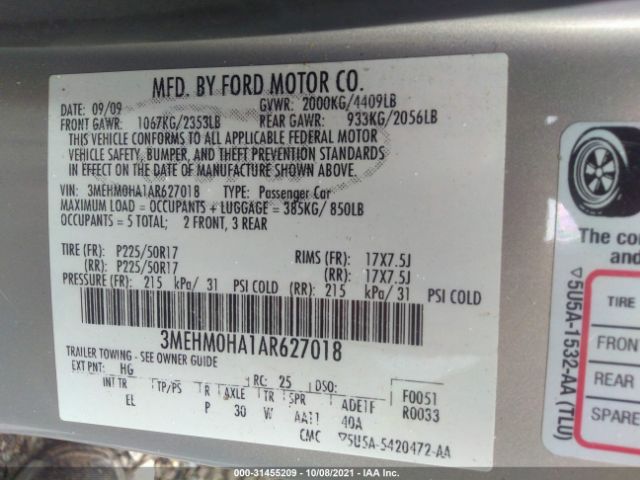 MFD. BY FORD MOTOR CO.
DATE: 09/09 GVWR: 2000KG/4409LB
FRONT GAWR: 1067KG/2353LB REAR GAWR: 933KG/2056LB
THIS VEHICLE CONFORMS TO ALL APPLICABLE FEDERAL MOTOR
VEHICLE SAFETY, BUMPER, AND THEFT PREVENTION STANDARDS
IN EFFECT ON THE DATE OF MANUFACTURE SHOWN ABOVE.
VIN: 3MEHM0HA1AR627018 TYPE: Passenger Car
MAXIMUM LOAD = OCCUPANTS + LUGGAGE = 385KG/ 850LB
OCCUPANTS = 5 TOTAL; 2 FRONT, 3 REAR
TIRE (FR): P225/50R17 RIMS (FR): 17X7.5J
(RR): P225/50R17 (RR): 17X7.5J
PRESSURE (FR): 215 kPa/ 31 PSI COLD (RR): 215 kPa/ 31 PSI COLD
3MEHM0HA1AR627018
TRAILER TOWING - SEE OWNER GUIDE
EXT PNT: HG RC: 25 DSO: F0051
INT TR TP/PS R AXLE TR SPR R0033
EL P 30 W AA11 40A
CMC ▽5U5A-5420472-AA
The con
and
▽5U5A-1532-AA (TLU)
TIRE
FRONT
REAR
SPARE
000-31455209 - 10/08/2021 - IAA Inc.